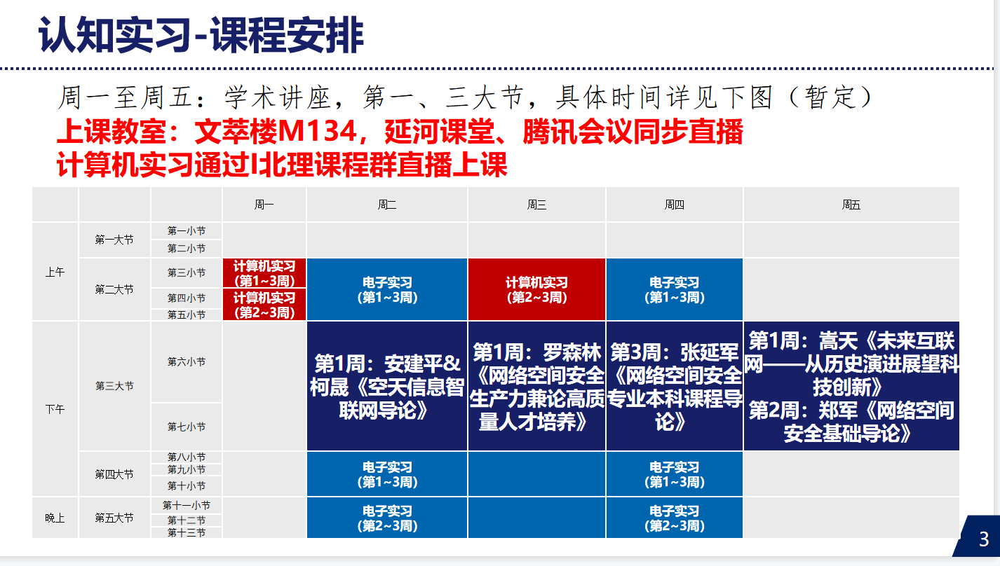 认知实习-课程安排
周一至周五：学术讲座，第一、三大节，具体时间详见下图（暂定）
上课教室：文萃楼M134，延河课堂、腾讯会议同步直播
计算机实习通过i北理课程群直播上课
周一
周二
周三
周四
周五
上午
第一大节
第一小节
第二小节
第二大节
第三小节
第四小节
第五小节
计算机实习
(第1~3周)
计算机实习
(第2~3周)
电子实习
(第1~3周)
计算机实习
(第2~3周)
电子实习
(第1~3周)
下午
第三大节
第六小节
第七小节
第1周：安建平&
柯晟《空天信息智
联网导论》
第1周：罗森林
《网络空间安全
生产力兼论高质
量人才培养》
第3周：张延军
《网络空间安全
专业本科课程导
论》
第1周：嵩天《未来互联
网——从历史演进展望科
技创新》
第2周：郑军《网络空间
安全基础导论》
第四大节
第八小节
第九小节
第十小节
电子实习
(第1~3周)
电子实习
(第1~3周)
晚上
第五大节
第十一小节
第十二小节
第十三小节
电子实习
(第2~3周)
电子实习
(第2~3周)
3